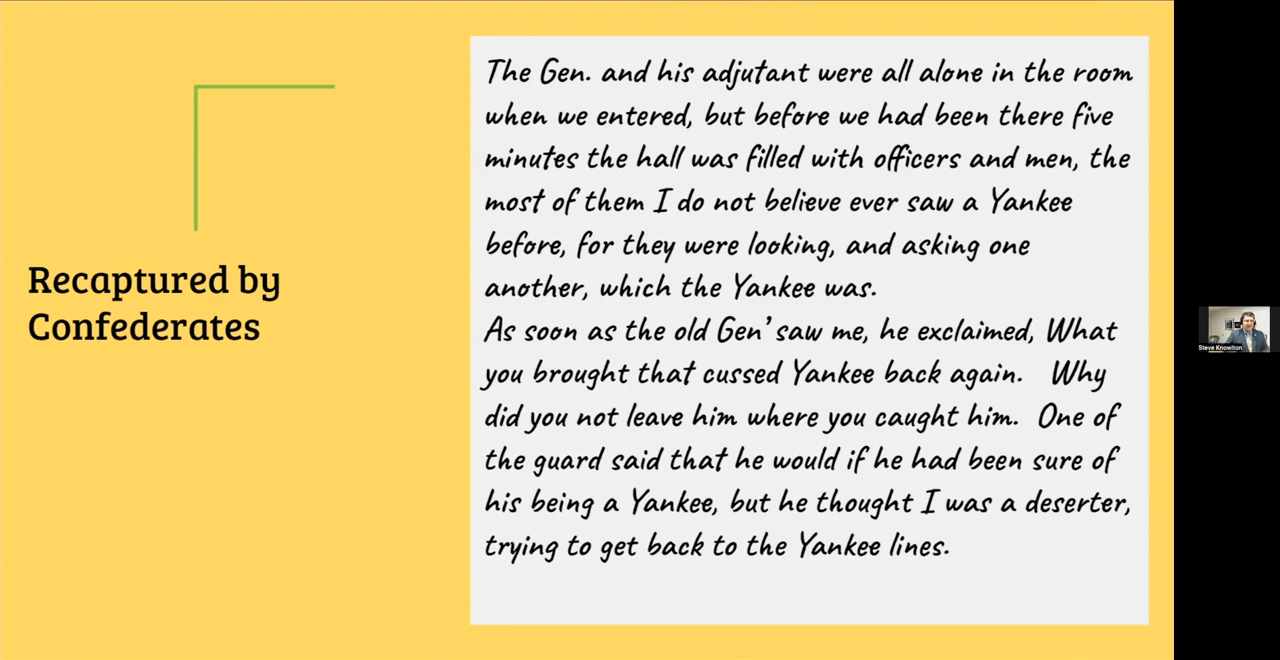 Recaptured by
Confederates
The Gen. and his adjutant were all alone in the room
when we entered, but before we had been there five
minutes the hall was filled with officers and men, the
most of them I do not believe ever saw a Yankee
before, for they were looking, and asking one
another, which the Yankee was.
As soon as the old Gen' saw me, he exclaimed, What
you brought that cussed Yankee back again.   Why
did you not leave him where you caught him.  One of
the guard said that he would if he had been sure of
his being a Yankee, but he thought I was a deserter,
trying to get back to the Yankee lines.
Steve Knowlton